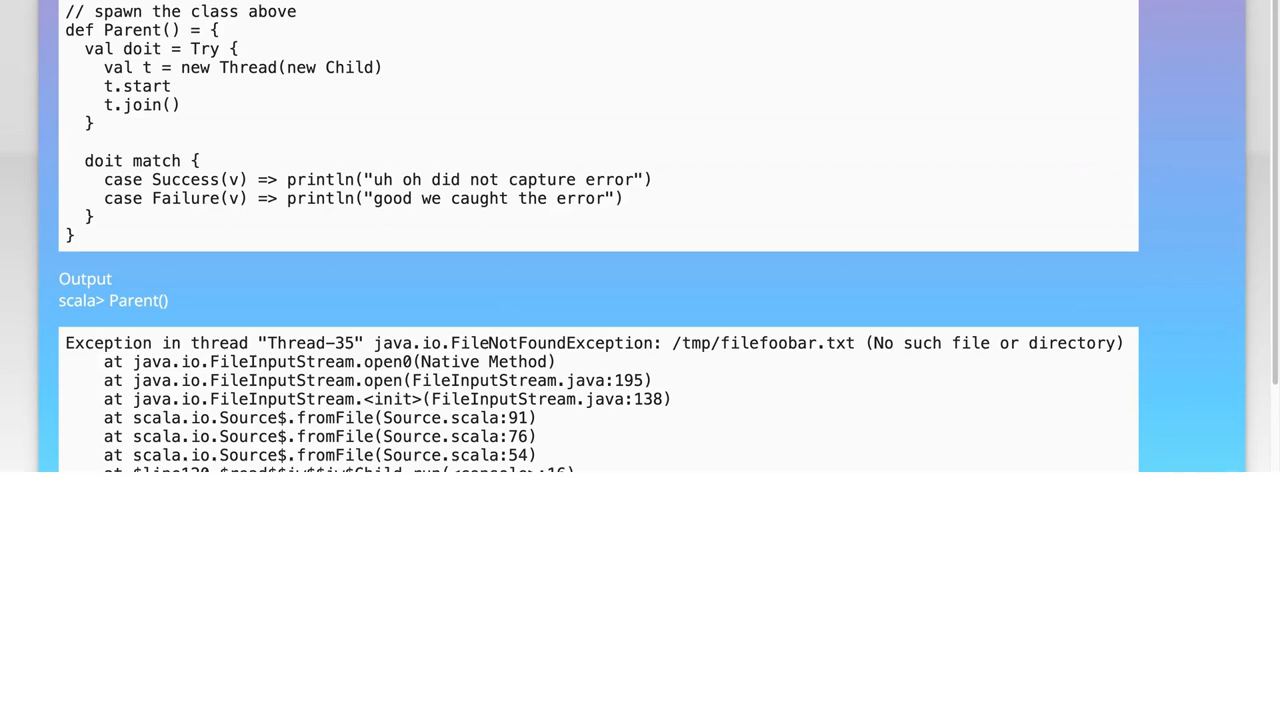 // spawn the class above
def Parent() = {
  val doit = Try {
    val t = new Thread(new Child)
    t.start
    t.join()
  }
  doit match {
    case Success(v) => println("uh oh did not capture error")
    case Failure(v) => println("good we caught the error")
  }
}
Output
scala> Parent()
Exception in thread "Thread-35" java.io.FileNotFoundException: /tmp/filefoobar.txt (No such file or directory)
    at java.io.FileInputStream.open0(Native Method)
    at java.io.FileInputStream.open(FileInputStream.java:195)
    at java.io.FileInputStream.<init>(FileInputStream.java:138)
    at scala.io.Source$.fromFile(Source.scala:91)
    at scala.io.Source$.fromFile(Source.scala:76)
    at scala.io.Source$.fromFile(Source.scala:54)